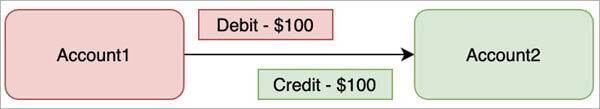 Debit - $100
Account1
Account2
Credit - $100